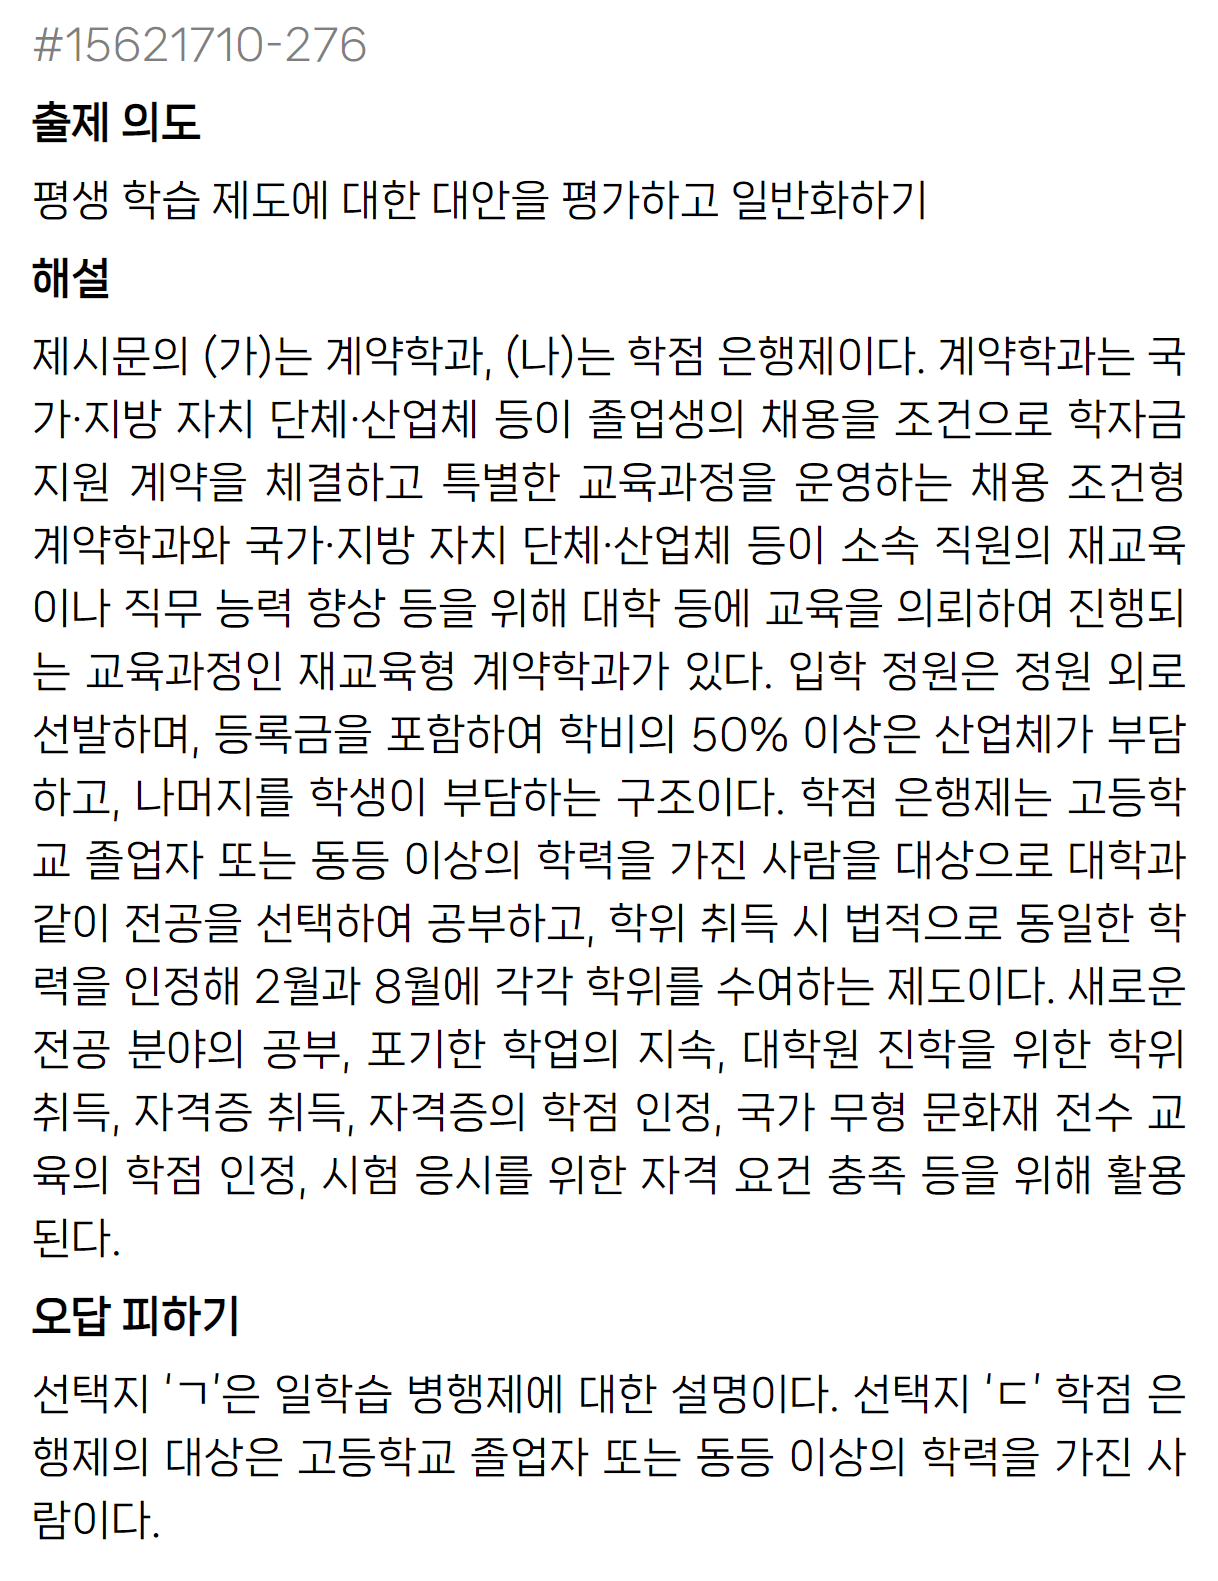 #15621710-276
출제 의도
평생 학습 제도에 대한 대안을 평가하고 일반화하기
해설
제시문의 (가)는 계약학과, (나)는 학점 은행제이다. 계약학과는 국
가·지방 자치 단체·산업체 등이 졸업생의 채용을 조건으로 학자금
지원 계약을 체결하고 특별한 교육과정을 운영하는 채용 조건형
계약학과와 국가·지방 자치 단체·산업체 등이 소속 직원의 재교육
이나 직무 능력 향상 등을 위해 대학 등에 교육을 의뢰하여 진행되
는 교육과정인 재교육형 계약학과가 있다. 입학 정원은 정원 외로
선발하며, 등록금을 포함하여 학비의 50% 이상은 산업체가 부담
하고, 나머지를 학생이 부담하는 구조이다. 학점 은행제는 고등학
교 졸업자 또는 동등 이상의 학력을 가진 사람을 대상으로 대학과
같이 전공을 선택하여 공부하고, 학위 취득 시 법적으로 동일한 학
력을 인정해 2월과 8월에 각각 학위를 수여하는 제도이다. 새로운
전공 분야의 공부, 포기한 학업의 지속, 대학원 진학을 위한 학위
취득, 자격증 취득, 자격증의 학점 인정, 국가 무형 문화재 전수 교
육의 학점 인정, 시험 응시를 위한 자격 요건 충족 등을 위해 활용
된다.
오답 피하기
선택지 ‘ㄱ’은 일학습 병행제에 대한 설명이다. 선택지 ‘ㄷ’ 학점 은
행제의 대상은 고등학교 졸업자 또는 동등 이상의 학력을 가진 사
람이다.